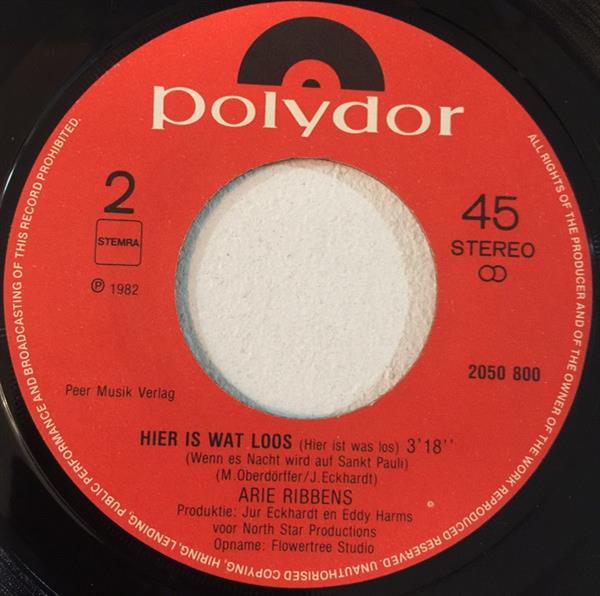 polydor
2
STEMRA
℗ 1982
45
STEREO
2050 800
Peer Musik Verlag
HIER IS WAT LOOS (Hier ist was los) 3'18''
(Wenn es Nacht wird auf Sankt Pauli)
(M.Oberdörffer/J.Eckhardt)
ARIE RIBBENS
Produktie: Jur Eckhardt en Eddy Harms
voor North Star Productions
Opname: Flowertree Studio
ALL RIGHTS OF THE PRODUCER AND OF THE OWNER OF THE WORK REPRODUCED RESERVED. UNAUTHORISED COPYING, HIRING, LENDING, PUBLIC PERFORMANCE AND BROADCASTING OF THIS RECORD PROHIBITED.